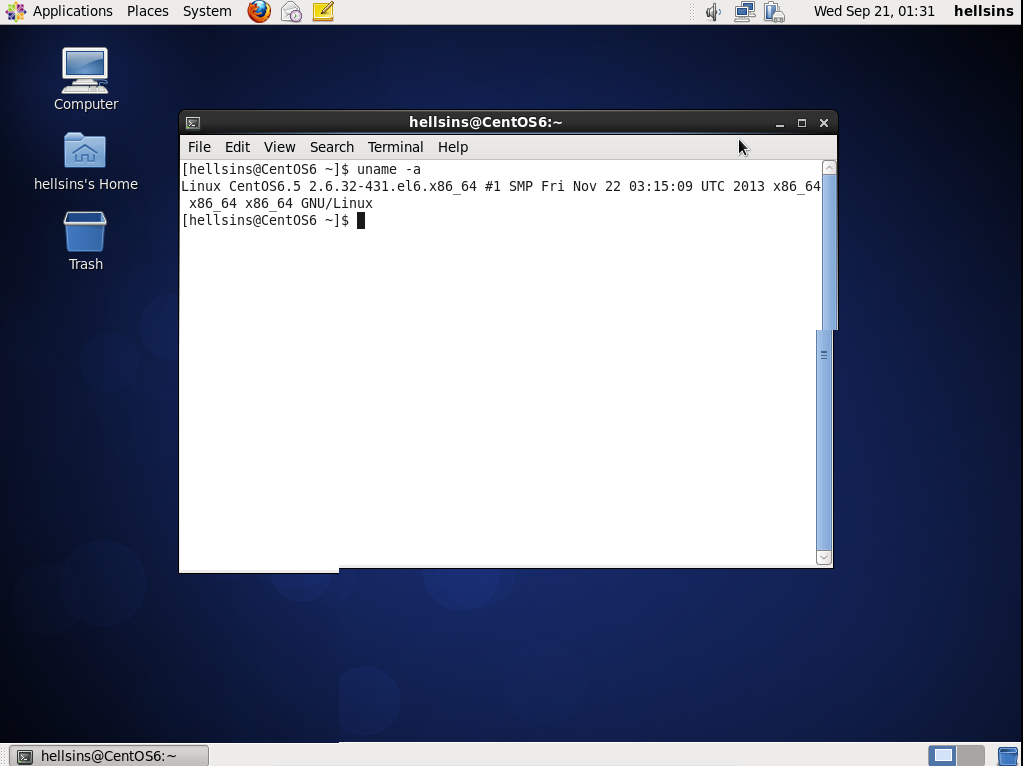 Applications Places System Wed Sep 21, 01:31 hellsins
Computer
hellsins's Home
Trash
hellsins@CentOS6:~
File Edit View Search Terminal Help
[hellsins@CentOS6 ~]$ uname -a
Linux CentOS6.5 2.6.32-431.el6.x86_64 #1 SMP Fri Nov 22 03:15:09 UTC 2013 x86_64
 x86_64 x86_64 GNU/Linux
[hellsins@CentOS6 ~]$
hellsins@CentOS6:~